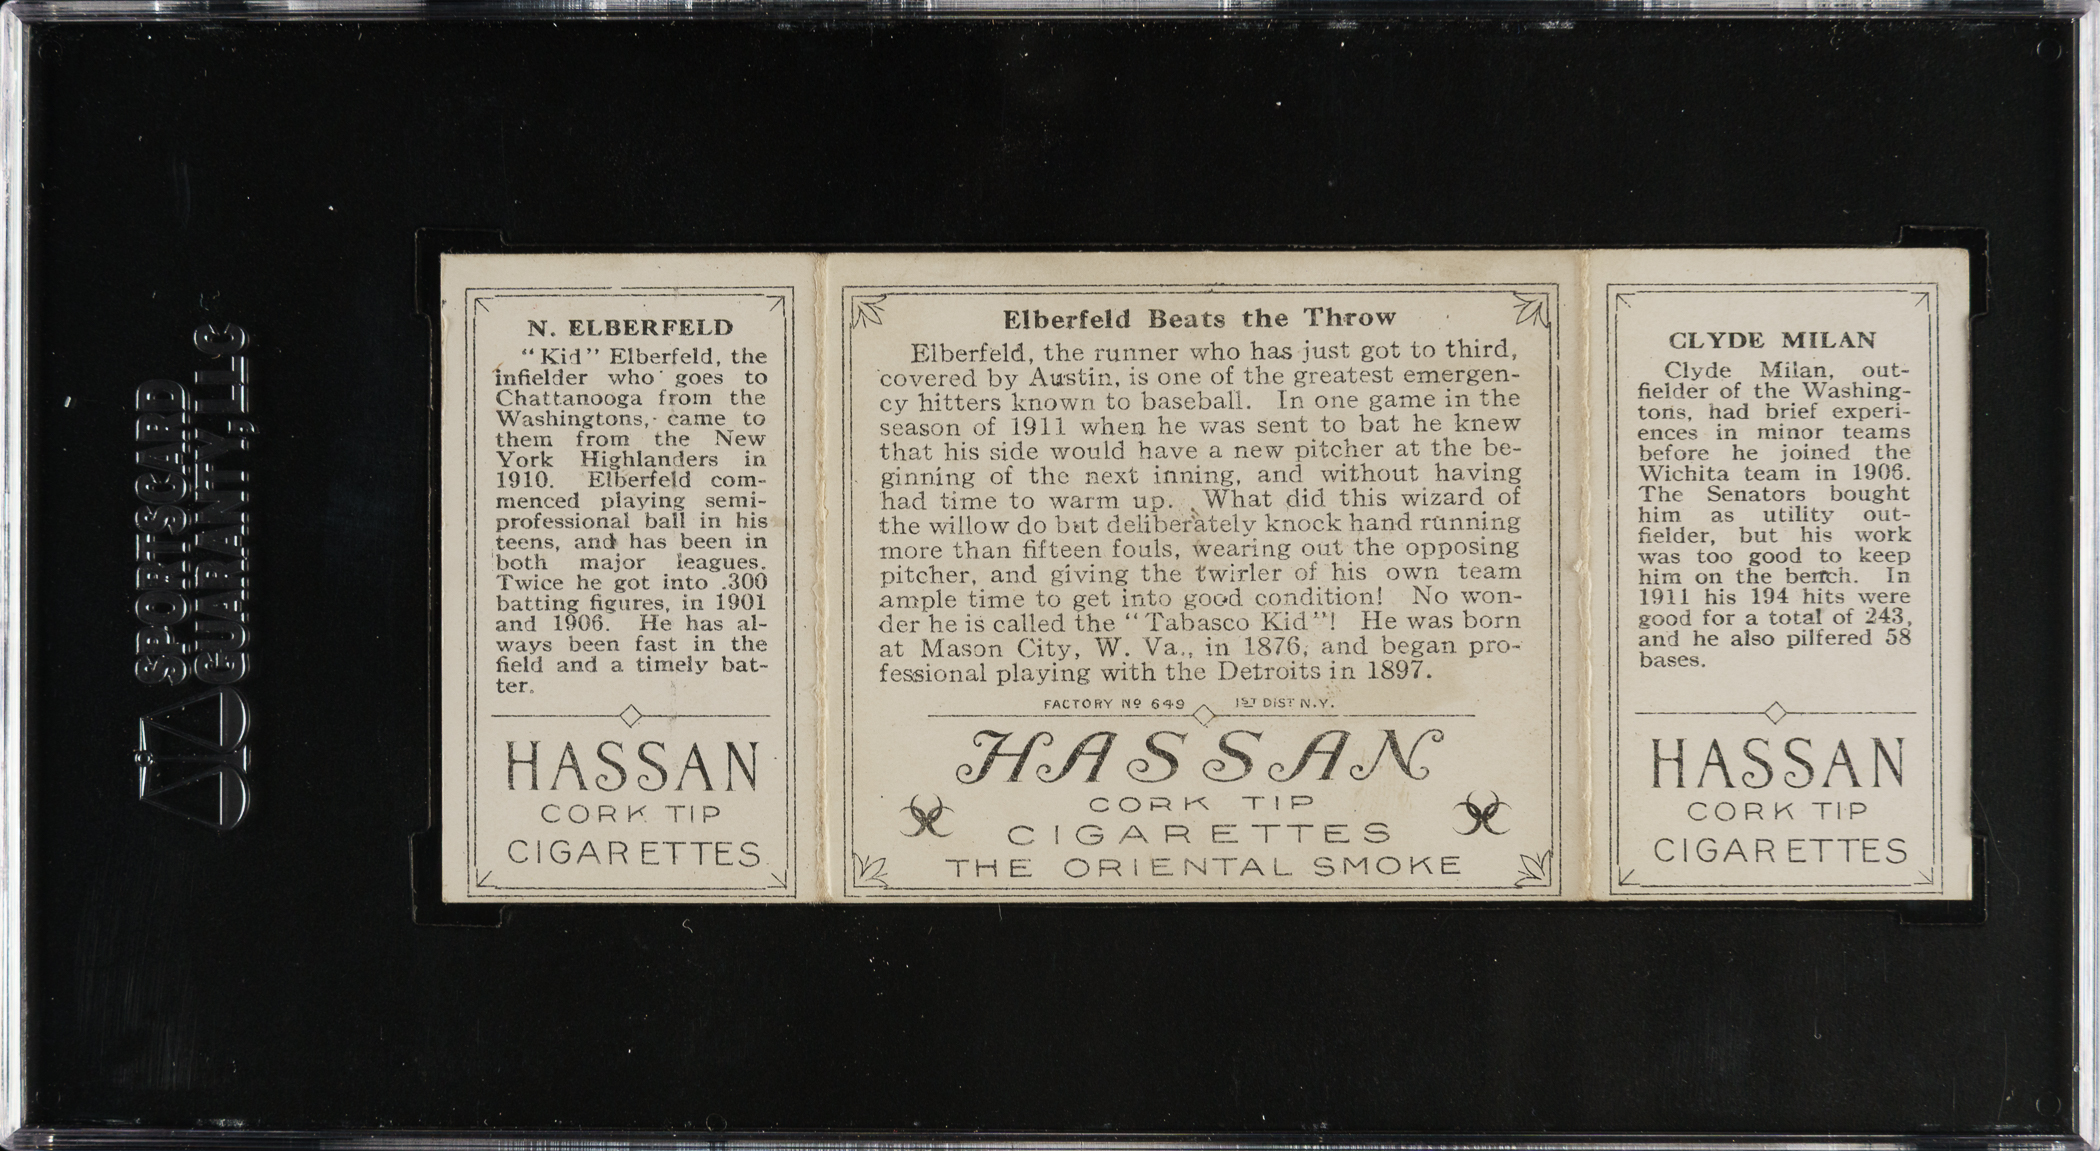 SPORTSCARD
GUARANTY, LLC
N. ELBERFELD
"Kid" Elberfeld, the
infielder who goes to
Chattanooga from the
Washingtons, came to
them from the New
York Highlanders in
1910. Elberfeld com-
menced playing semi-
professional ball in his
teens, and has been in
both major leagues.
Twice he got into .300
batting figures, in 1901
and 1906. He has al-
ways been fast in the
field and a timely bat-
ter.
HASSAN
CORK TIP
CIGARETTES
Elberfeld Beats the Throw
Elberfeld, the runner who has just got to third,
covered by Austin, is one of the greatest emergen-
cy hitters known to baseball. In one game in the
season of 1911 when he was sent to bat he knew
that his side would have a new pitcher at the be-
ginning of the next inning, and without having
had time to warm up. What did this wizard of
the willow do but deliberately knock hand running
more than fifteen fouls, wearing out the opposing
pitcher, and giving the twirler of his own team
ample time to get into good condition! No won-
der he is called the "Tabasco Kid"! He was born
at Mason City, W. Va., in 1876, and began pro-
fessional playing with the Detroits in 1897.
FACTORY No 649 1ST DIST N.Y.
HASSAN
CORK TIP
CIGARETTES
THE ORIENTAL SMOKE
CLYDE MILAN
Clyde Milan, out-
fielder of the Washing-
tons, had brief experi-
ences in minor teams
before he joined the
Wichita team in 1906.
The Senators bought
him as utility out-
fielder, but his work
was too good to keep
him on the bench. In
1911 his 194 hits were
good for a total of 243,
and he also pilfered 58
bases.
HASSAN
CORK TIP
CIGARETTES